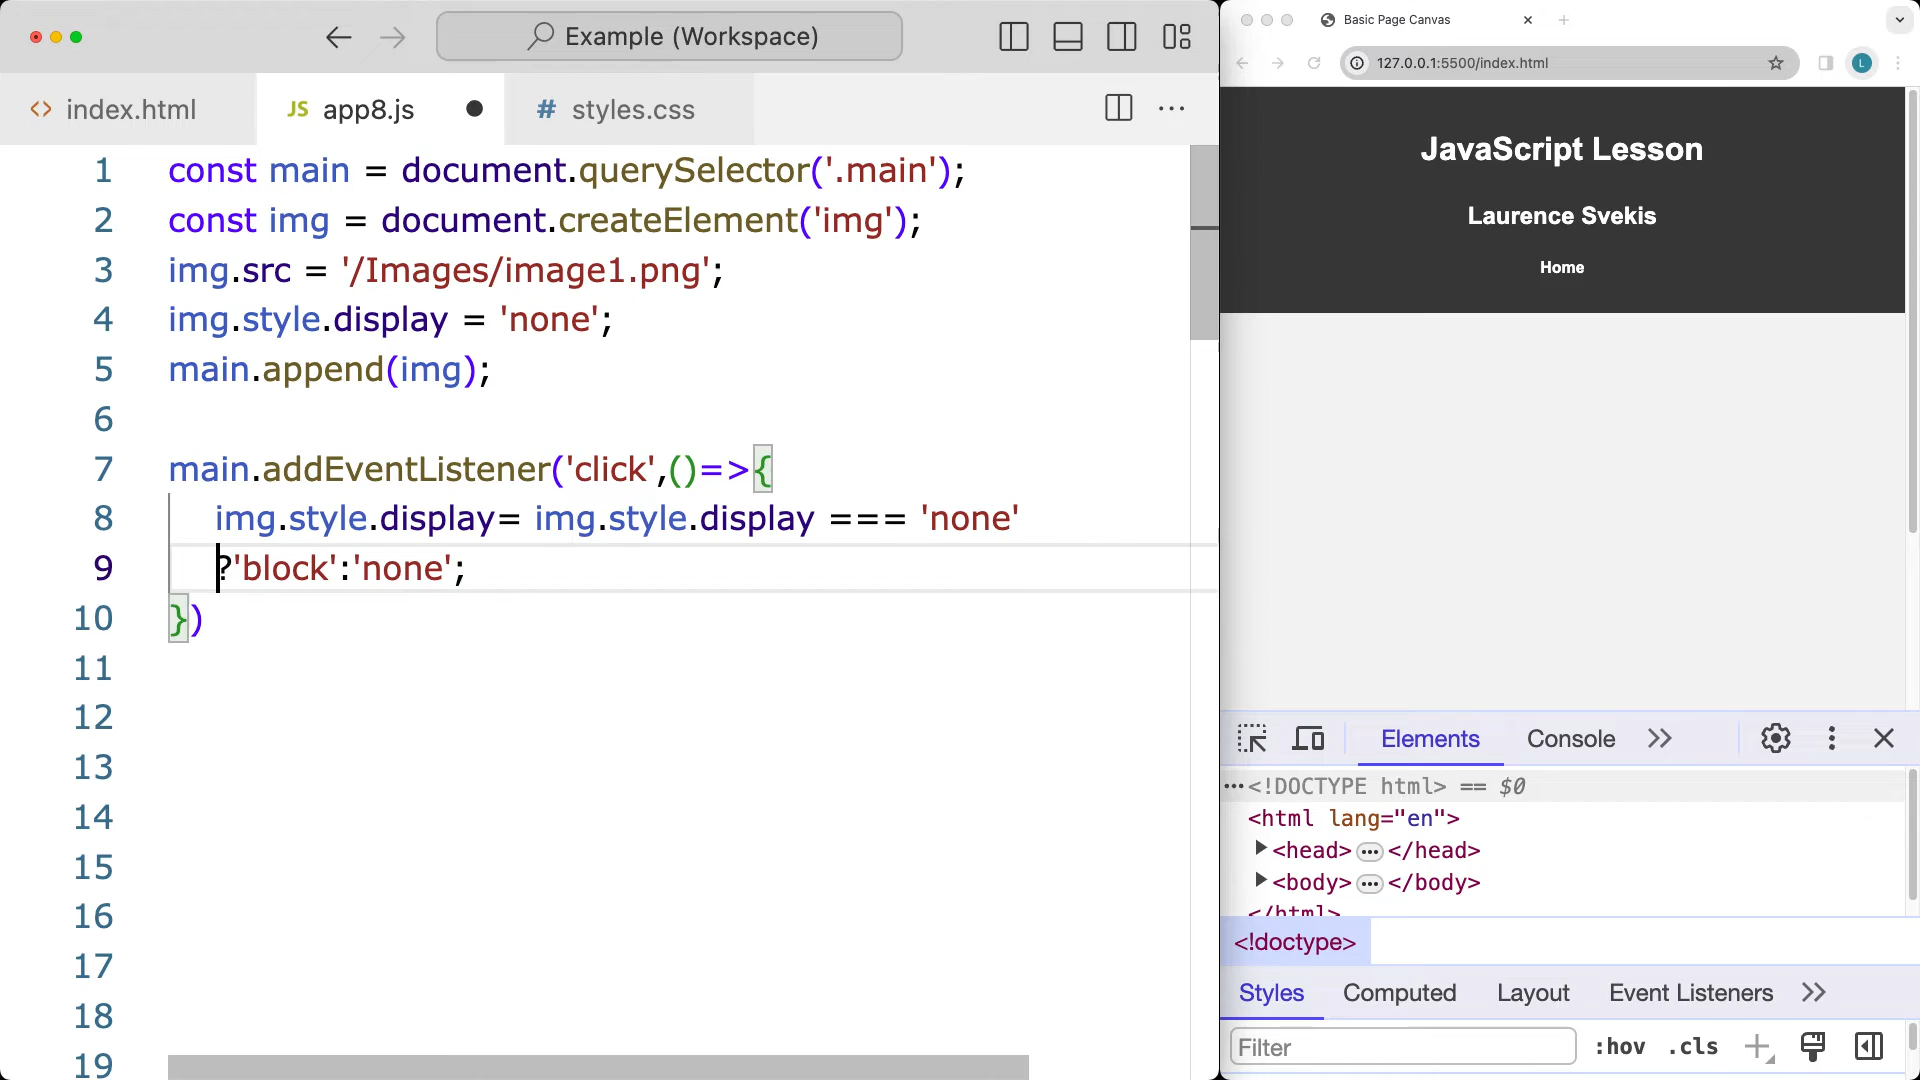 Example (Workspace)
index.html
JS app8.js
# styles.css
1 const main = document.querySelector('.main');
2 const img = document.createElement('img');
3 img.src = '/Images/image1.png';
4 img.style.display = 'none';
5 main.append(img);
6
7 main.addEventListener('click',()=>{
8 img.style.display= img.style.display === 'none'
9 ?'block':'none';
10 })
11
12
13
14
15
16
17
18
19
Basic Page Canvas
127.0.0.1:5500/index.html
L
JavaScript Lesson
Laurence Svekis
Home
Elements Console
<!DOCTYPE html> == $0
<html lang="en">
<head> </head>
<body> </body>
</html>
<!doctype>
Styles Computed Layout Event Listeners
Filter :hov .cls